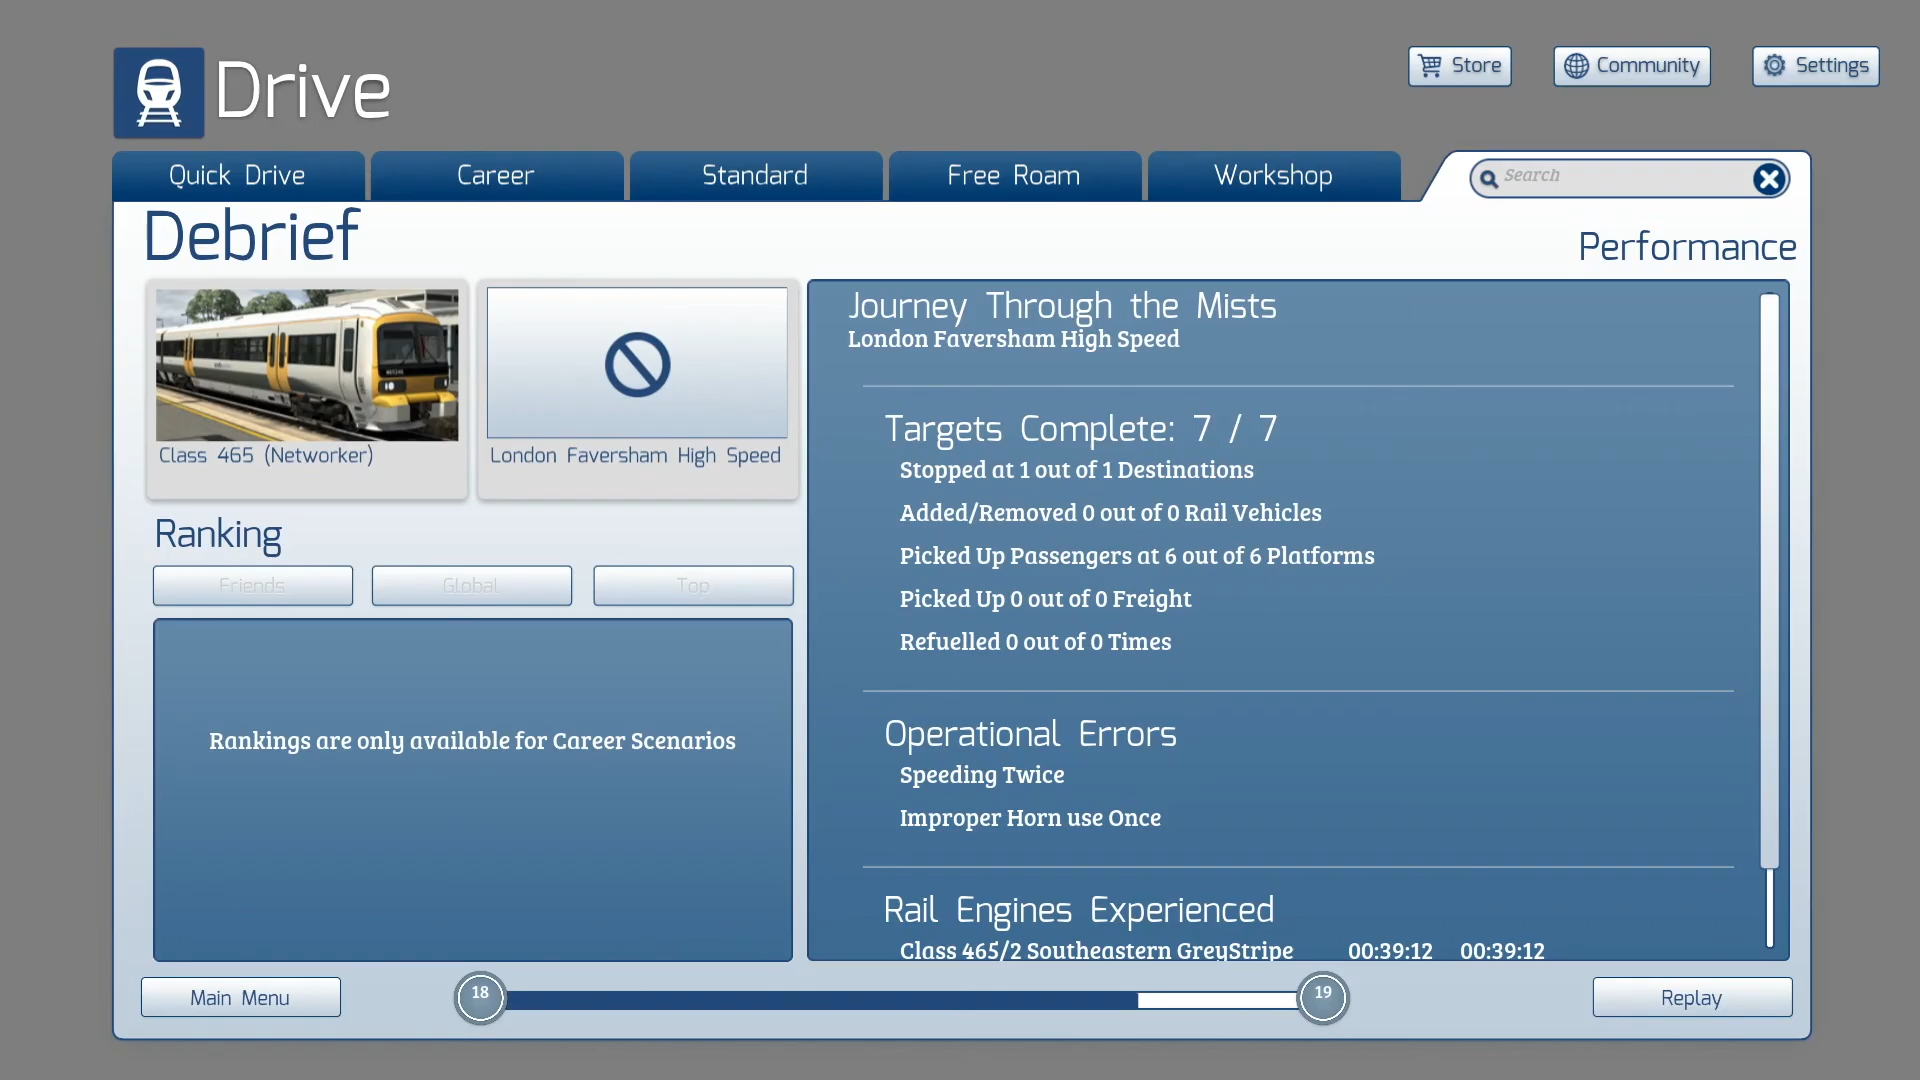 Drive
Store
Community
Settings
Quick Drive
Career
Standard
Free Roam
Workshop
Search
Debrief
Performance
Class 465 (Networker)
London Faversham High Speed
Ranking
Friends
Global
Top
Rankings are only available for Career Scenarios
Journey Through the Mists
London Faversham High Speed
Targets Complete: 7 / 7
Stopped at 1 out of 1 Destinations
Added/Removed 0 out of 0 Rail Vehicles
Picked Up Passengers at 6 out of 6 Platforms
Picked Up 0 out of 0 Freight
Refuelled 0 out of 0 Times
Operational Errors
Speeding Twice
Improper Horn use Once
Rail Engines Experienced
Class 465/2 Southeastern GreyStripe 00:39:12 00:39:12
Main Menu
18
19
Replay